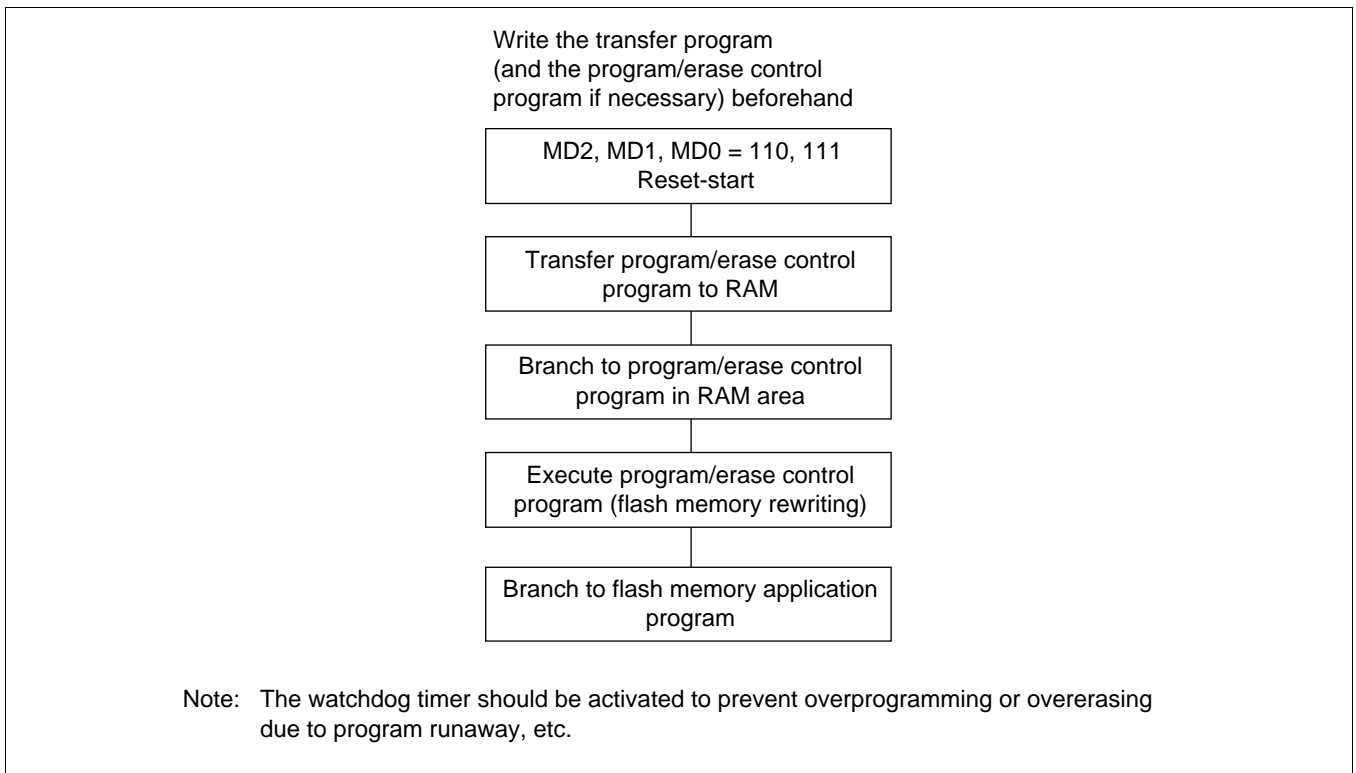 Write the transfer program
(and the program/erase control
program if necessary) beforehand
MD2, MD1, MD0 = 110, 111
Reset-start
Transfer program/erase control
program to RAM
Branch to program/erase control
program in RAM area
Execute program/erase control
program (flash memory rewriting)
Branch to flash memory application
program
Note: The watchdog timer should be activated to prevent overprogramming or overerasing
due to program runaway, etc.